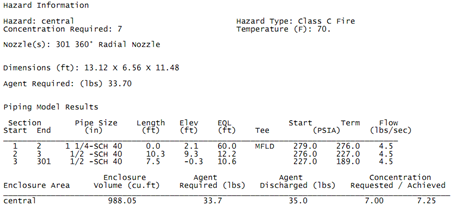 Hazard Information
Hazard: central Hazard Type: Class C Fire
Concentration Required: 7 Temperature (F): 70.
Nozzle(s): 301 360° Radial Nozzle
Dimensions (ft): 13.12 X 6.56 X 11.48
Agent Required: (lbs) 33.70
Piping Model Results
Section Pipe Size Length Elev EQL Start Term Flow
Start End (in) (ft) (ft) (ft) Tee (PSIA) (lbs/sec)
1 2 1 1/4-SCH 40 0.0 2.1 60.0 MFLD 279.0 276.0 4.5
2 3 1/2 -SCH 40 10.3 9.3 12.2 276.0 227.0 4.5
3 301 1/2 -SCH 40 7.5 -0.3 10.6 227.0 189.0 4.5
Enclosure Agent Agent Concentration
Enclosure Area Volume (cu.ft) Required (lbs) Discharged (lbs) Requested / Achieved
central 988.05 33.7 35.0 7.00 7.25